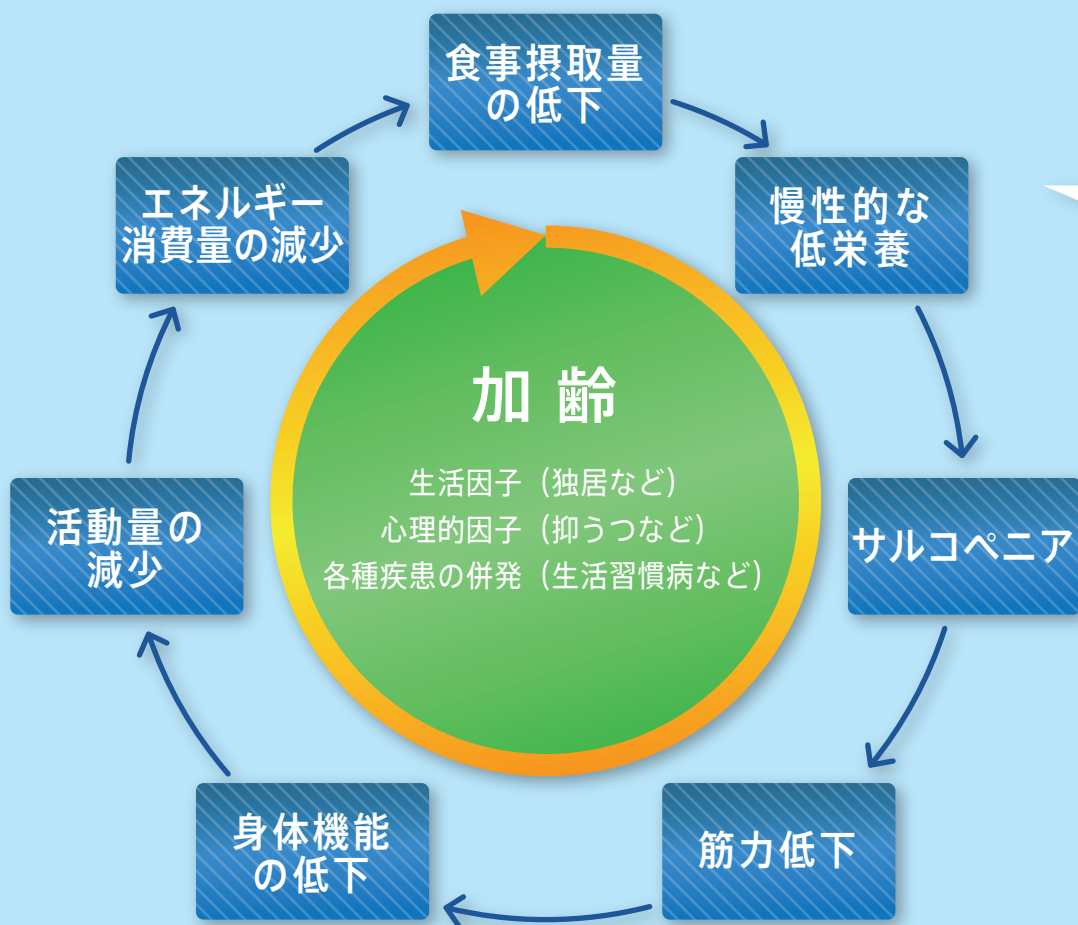 食事摂取量
の低下
慢性的な
低栄養
サルコペニア
筋力低下
身体機能
の低下
活動量の
減少
エネルギー
消費量の減少
加齢
生活因子（独居など）
心理的因子（抑うつなど）
各種疾患の併発（生活習慣病など）